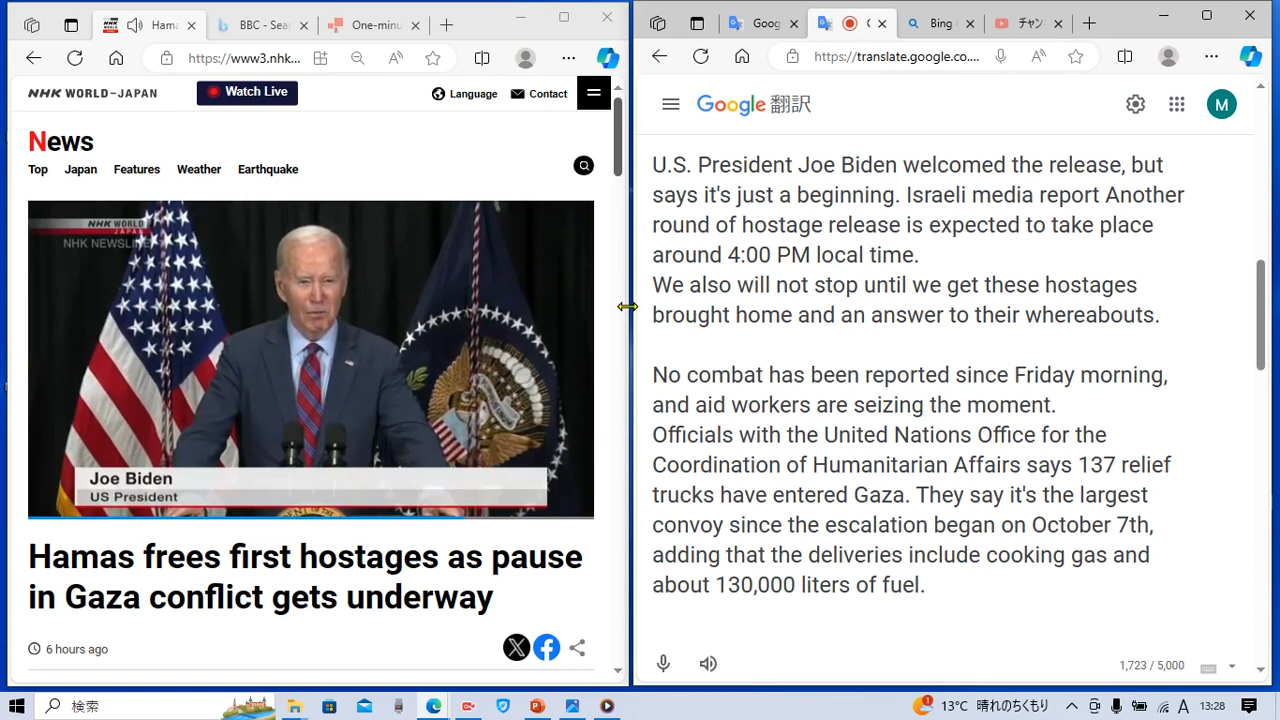 Hama
BBC - Sear
One-minu
https://www3.nhk...
NHK WORLD-JAPAN
Watch Live
Language
Contact
News
Top
Japan
Features
Weather
Earthquake
NHK WORLD
JAPAN
NHK NEWSLINE
Joe Biden
US President
Hamas frees first hostages as pause
in Gaza conflict gets underway
6 hours ago
Goog
Bing
チャン
https://translate.google.co....
Google 翻訳
M
U.S. President Joe Biden welcomed the release, but
says it's just a beginning. Israeli media report Another
round of hostage release is expected to take place
around 4:00 PM local time.
We also will not stop until we get these hostages
brought home and an answer to their whereabouts.
No combat has been reported since Friday morning,
and aid workers are seizing the moment.
Officials with the United Nations Office for the
Coordination of Humanitarian Affairs says 137 relief
trucks have entered Gaza. They say it's the largest
convoy since the escalation began on October 7th,
adding that the deliveries include cooking gas and
about 130,000 liters of fuel.
1,723 / 5,000
検索
1
13°C 晴れのちくもり
A
13:28